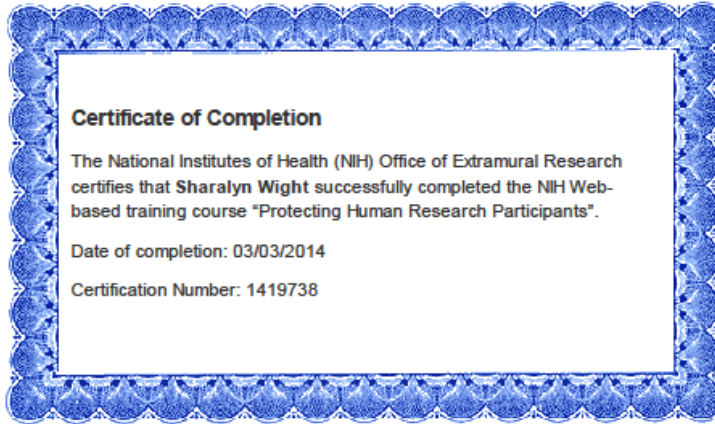 Certificate of Completion
The National Institutes of Health (NIH) Office of Extramural Research
certifies that Sharalyn Wight successfully completed the NIH Web-
based training course "Protecting Human Research Participants".
Date of completion: 03/03/2014
Certification Number: 1419738